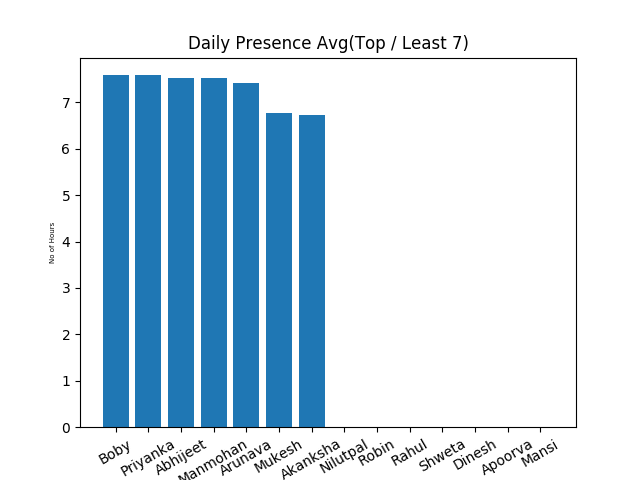 Daily Presence Avg(Top / Least 7)
7
6
5
4
3
2
1
0
No of Hours
Boby
Priyanka
Abhijeet
Manmohan
Arunava
Mukesh
Akanksha
Nilutpal
Robin
Rahul
Shweta
Dinesh
Apoorva
Mansi